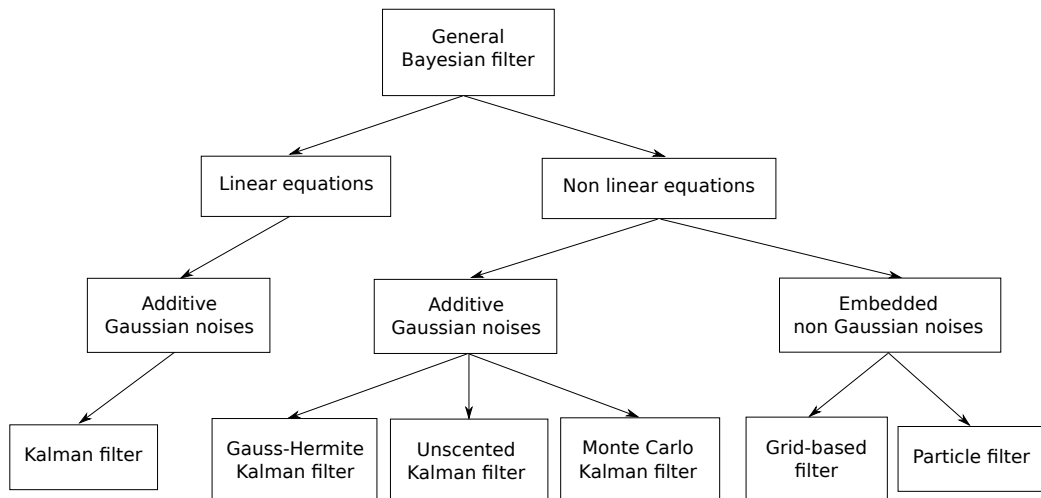 General
Bayesian filter
Linear equations
Non linear equations
Additive
Gaussian noises
Additive
Gaussian noises
Embedded
non Gaussian noises
Kalman filter
Gauss-Hermite
Kalman filter
Unscented
Kalman filter
Monte Carlo
Kalman filter
Grid-based
filter
Particle filter